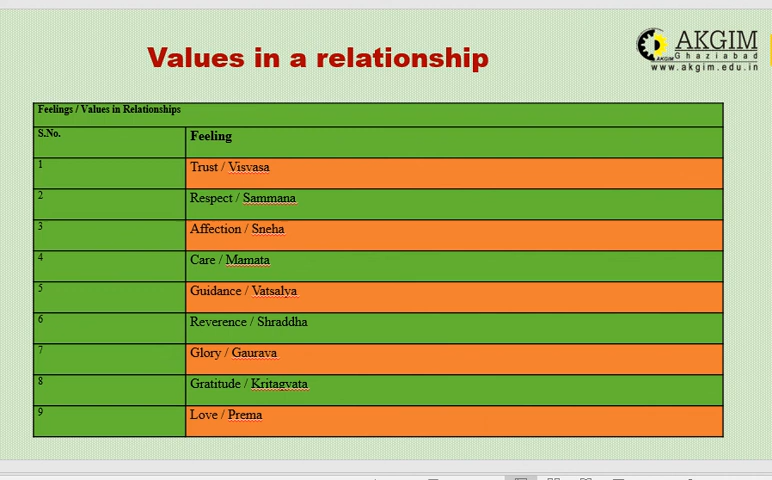 Values in a relationship
AKGIM
Ghaziabad
AKGIM
www.akgim.edu.in
Feelings / Values in Relationships
S.No. Feeling
1 Trust / Visvasa
2 Respect / Sammana
3 Affection / Sneha
4 Care / Mamata
5 Guidance / Vatsalya
6 Reverence / Shraddha
7 Glory / Gaurava
8 Gratitude / Kritagyata
9 Love / Prema